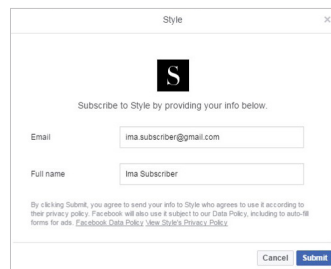 Style ×
S
Subscribe to Style by providing your info below.
Email ima.subscriber@gmail.com
Full name Ima Subscriber
By clicking Submit, you agree to send your info to Style who agrees to use it according to
their privacy policy. Facebook will also use it subject to our Data Policy, including to auto-fill
forms for ads. Facebook Data Policy View Style's Privacy Policy
Cancel Submit